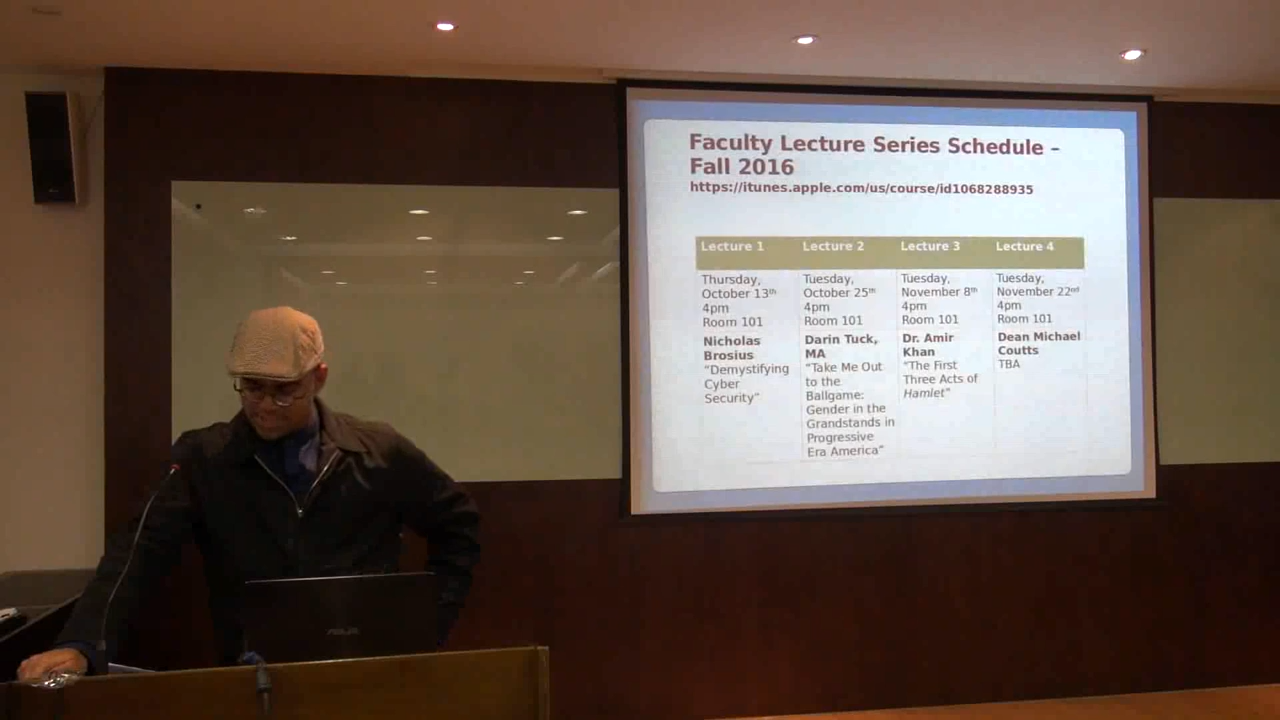 Faculty Lecture Series Schedule –
Fall 2016
https://itunes.apple.com/us/course/id1068288935
Lecture 1
Lecture 2
Lecture 3
Lecture 4
Thursday,
October 13th
4pm
Room 101
Tuesday,
October 25th
4pm
Room 101
Tuesday,
November 8th
4pm
Room 101
Tuesday,
November 22nd
4pm
Room 101
Nicholas
Brosius
“Demystifying
Cyber
Security”
Darin Tuck,
MA
“Take Me Out
to the
Ballgame:
Gender in the
Grandstands in
Progressive
Era America”
Dr. Amir
Khan
“The First
Three Acts of
Hamlet”
Dean Michael
Coutts
TBA
ASUS